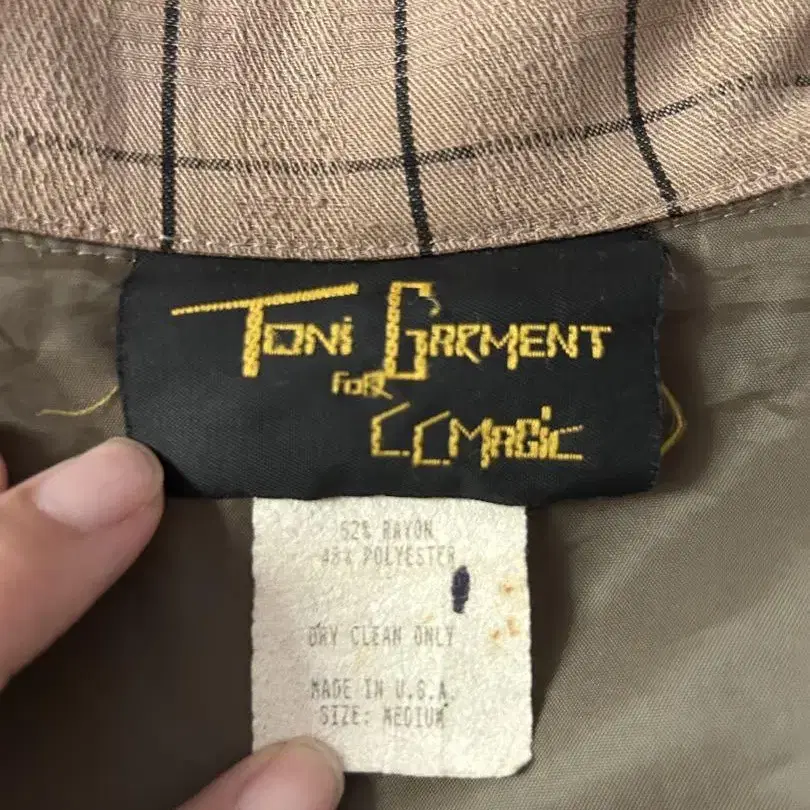 TONi GARMENT
FOR
C.C. MAGiC
52% RAYON
48% POLYESTER
DRY CLEAN ONLY
MADE IN U.S.A.
SIZE: MEDIUM